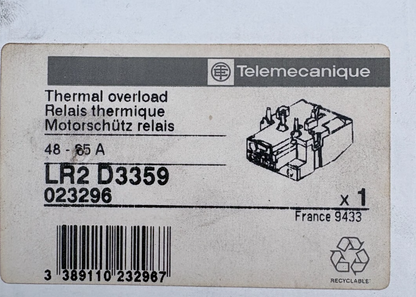 Telemecanique
Thermal overload
Relais thermique
Motorschütz relais
48 - 65 A
LR2 D3359
023296
x 1
France 9433
3 389110 232967
RECYCLABLE